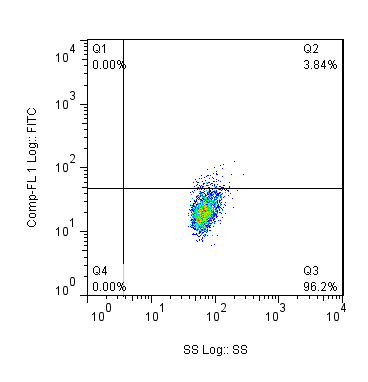 10^4
Q1
0.00%
Q2
3.84%
10^3
10^2
10^1
10^0
Q4
0.00%
Q3
96.2%
10^0 10^1 10^2 10^3 10^4
Comp-FL 1 Log:: FITC
SS Log:: SS